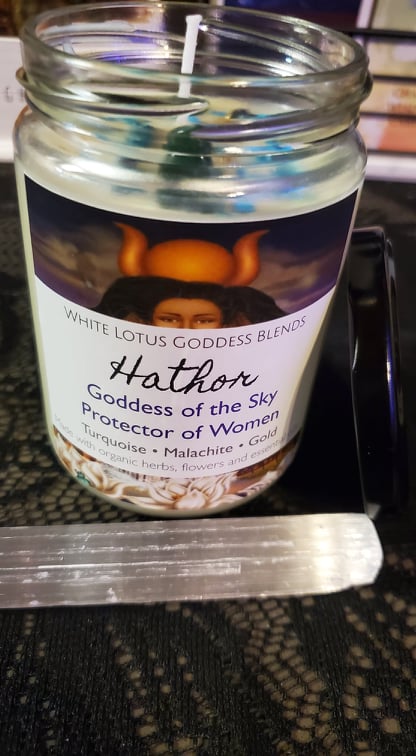 WHITE LOTUS GODDESS BLENDS
Hathor
Goddess of the Sky
Protector of Women
Turquoise • Malachite • Gold
Made with organic herbs, flowers and